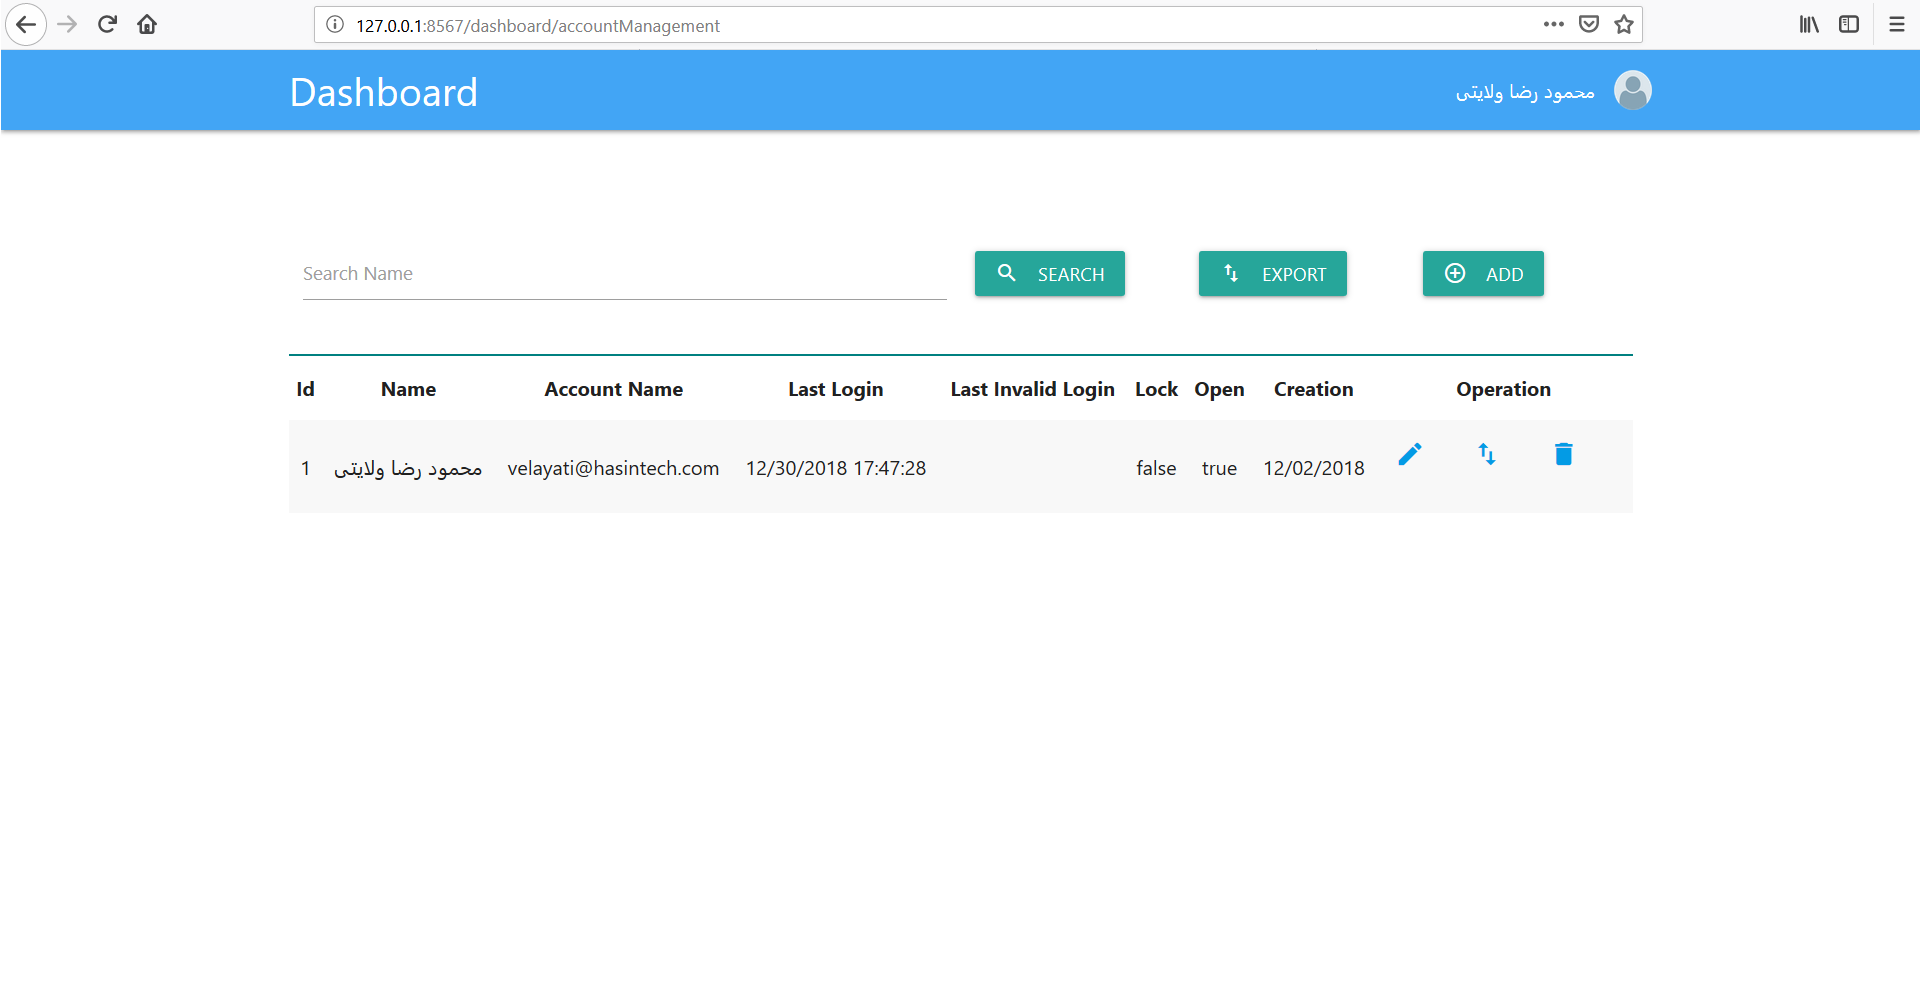 127.0.0.1:8567/dashboard/accountManagement
Dashboard
محمود رضا ولایتی
Search Name
SEARCH
EXPORT
ADD
Id Name Account Name Last Login Last Invalid Login Lock Open Creation Operation
1 محمود رضا ولایتی velayati@hasintech.com 12/30/2018 17:47:28 false true 12/02/2018